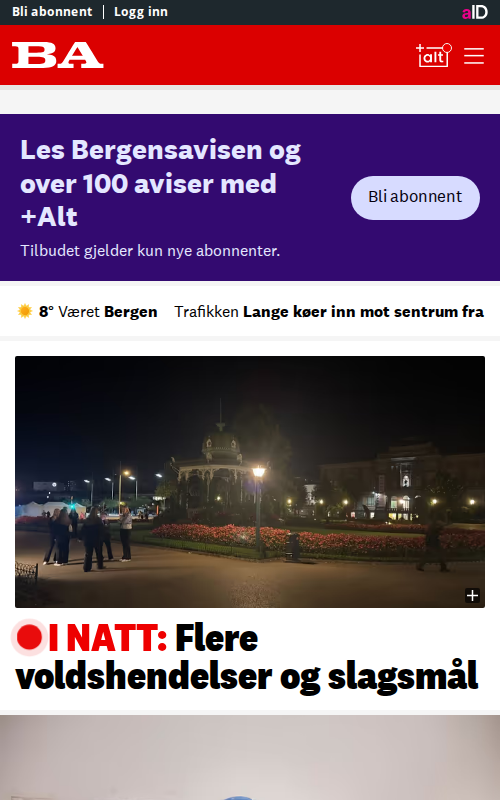 Bli abonnent | Logg inn
aID
BA
+alt
Les Bergensavisen og
over 100 aviser med
+Alt
Bli abonnent
Tilbudet gjelder kun nye abonnenter.
8° Været Bergen Trafikken Lange køer inn mot sentrum fra
I NATT: Flere
voldshendelser og slagsmål